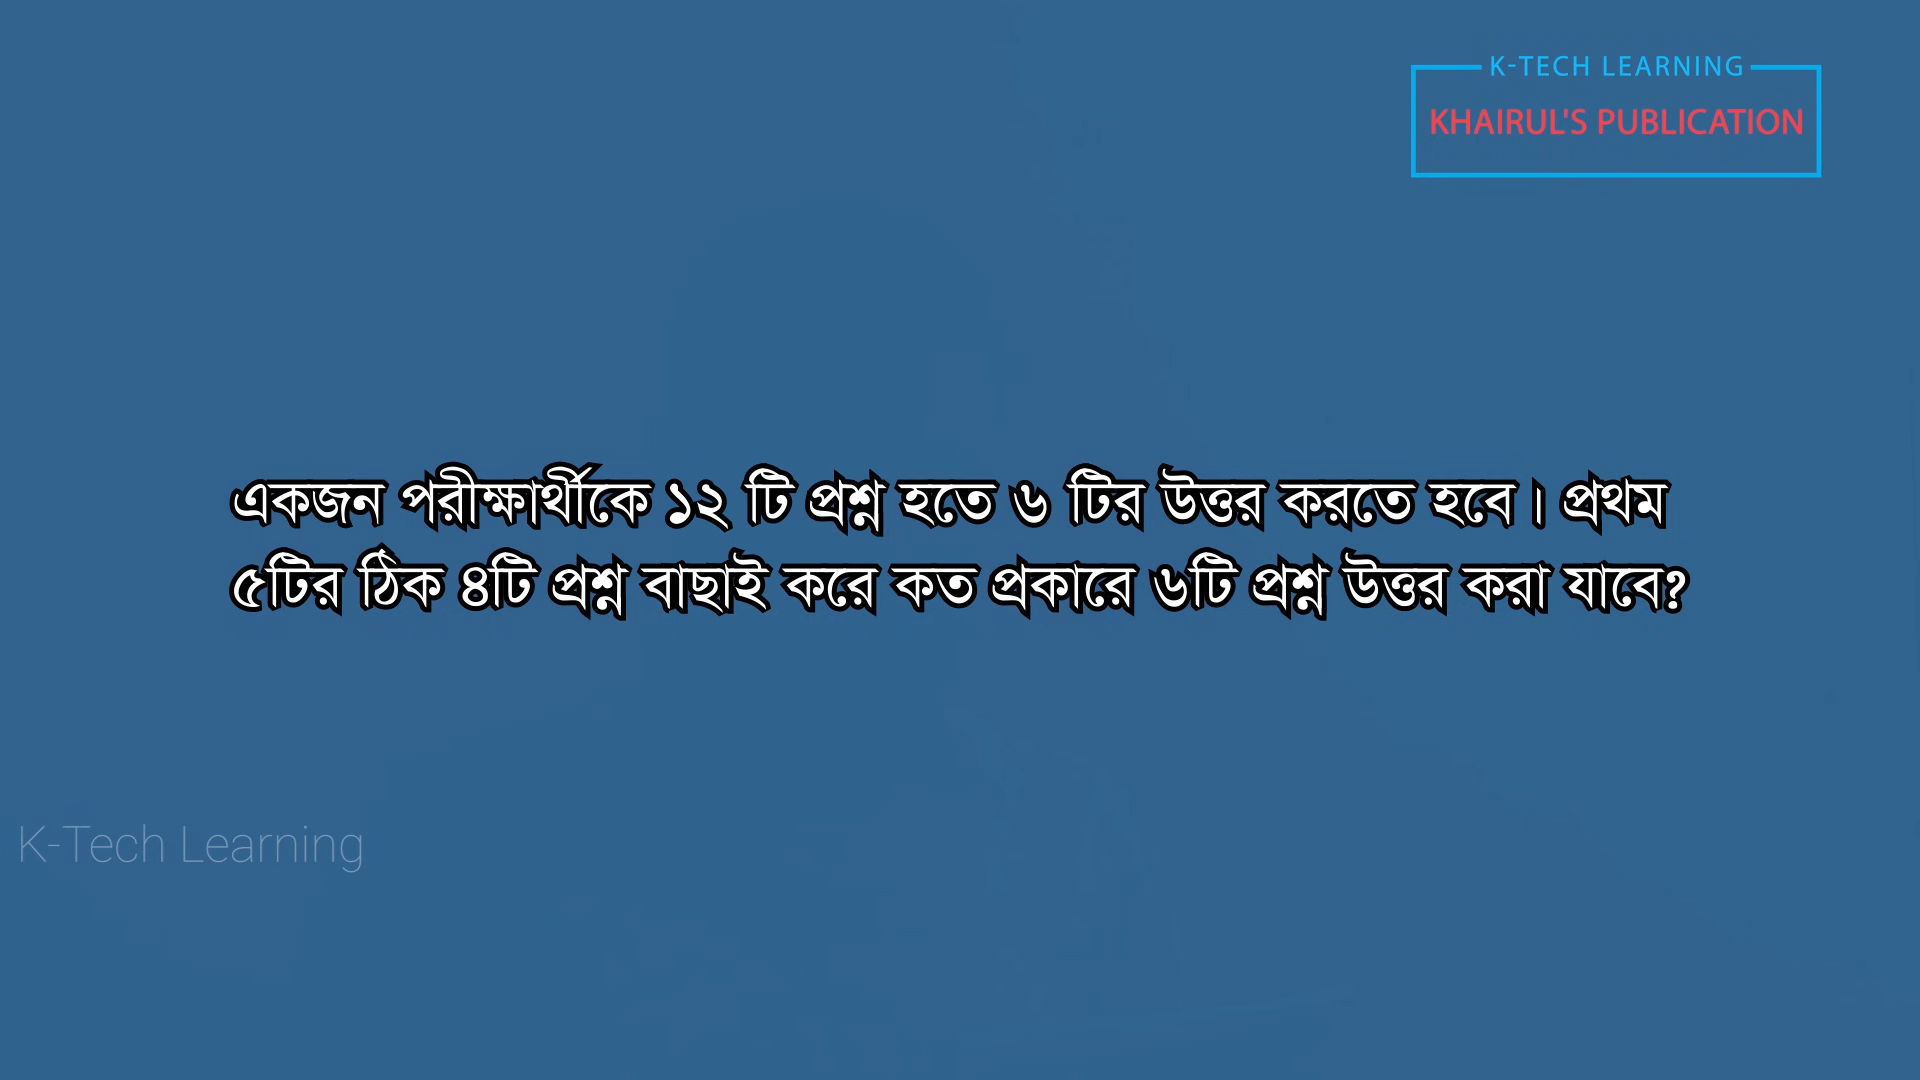 K-TECH LEARNING
KHAIRUL'S PUBLICATION
একজন পরীক্ষার্থীকে ১২ টি প্রশ্ন হতে ৬ টির উত্তর করতে হবে। প্রথম
৫টির ঠিক ৪টি প্রশ্ন বাছাই করে কত প্রকারে ৬টি প্রশ্ন উত্তর করা যাবে?
K-Tech Learning